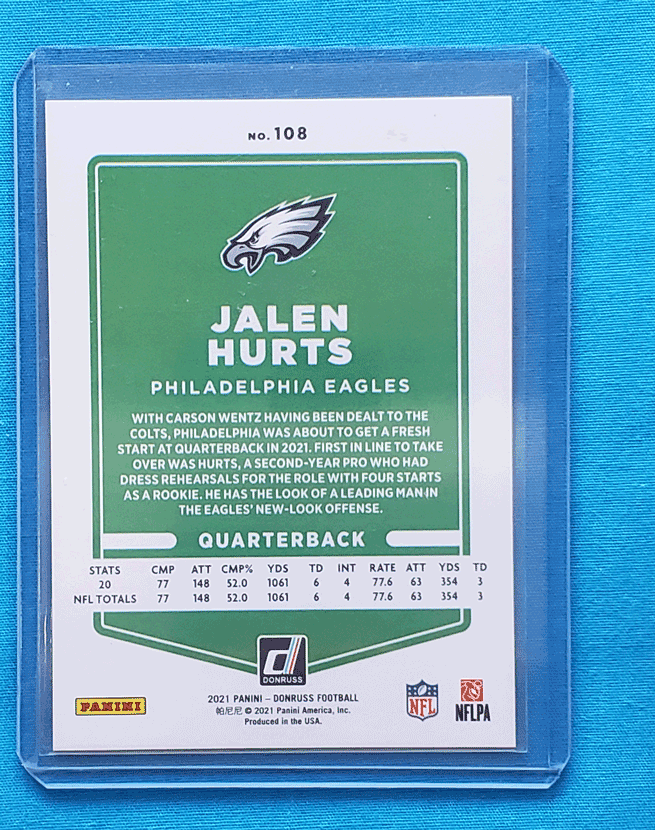 NO. 108
JALEN
HURTS
PHILADELPHIA EAGLES
WITH CARSON WENTZ HAVING BEEN DEALT TO THE
COLTS, PHILADELPHIA WAS ABOUT TO GET A FRESH
START AT QUARTERBACK IN 2021. FIRST IN LINE TO TAKE
OVER WAS HURTS, A SECOND-YEAR PRO WHO HAD
DRESS REHEARSALS FOR THE ROLE WITH FOUR STARTS
AS A ROOKIE. HE HAS THE LOOK OF A LEADING MAN IN
THE EAGLES' NEW-LOOK OFFENSE.
QUARTERBACK
STATS CMP ATT CMP% YDS TD INT RATE ATT YDS TD
20 77 148 52.0 1061 6 4 77.6 63 354 3
NFL TOTALS 77 148 52.0 1061 6 4 77.6 63 354 3
d
DONRUSS
PANINI
2021 PANINI – DONRUSS FOOTBALL
帕尼尼 © 2021 Panini America, Inc.
Produced in the USA.
NFL
NFLPA